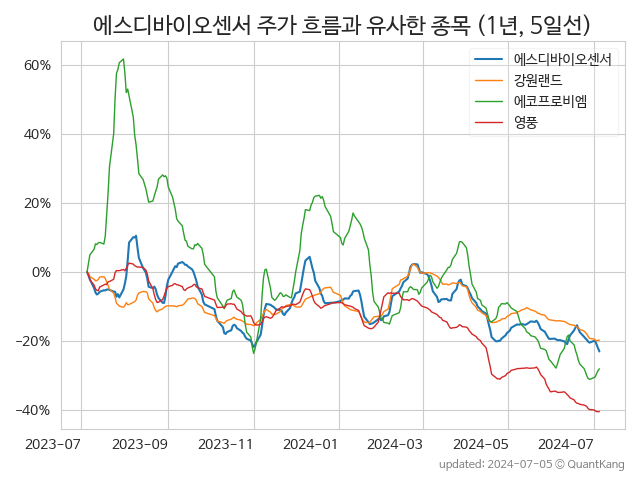 에스디바이오센서 주가 흐름과 유사한 종목 (1년, 5일선)
에스디바이오센서
강원랜드
에코프로비엠
영풍
60%
40%
20%
0%
−20%
−40%
2023-07
2023-09
2023-11
2024-01
2024-03
2024-05
2024-07
updated: 2024-07-05 © QuantKang